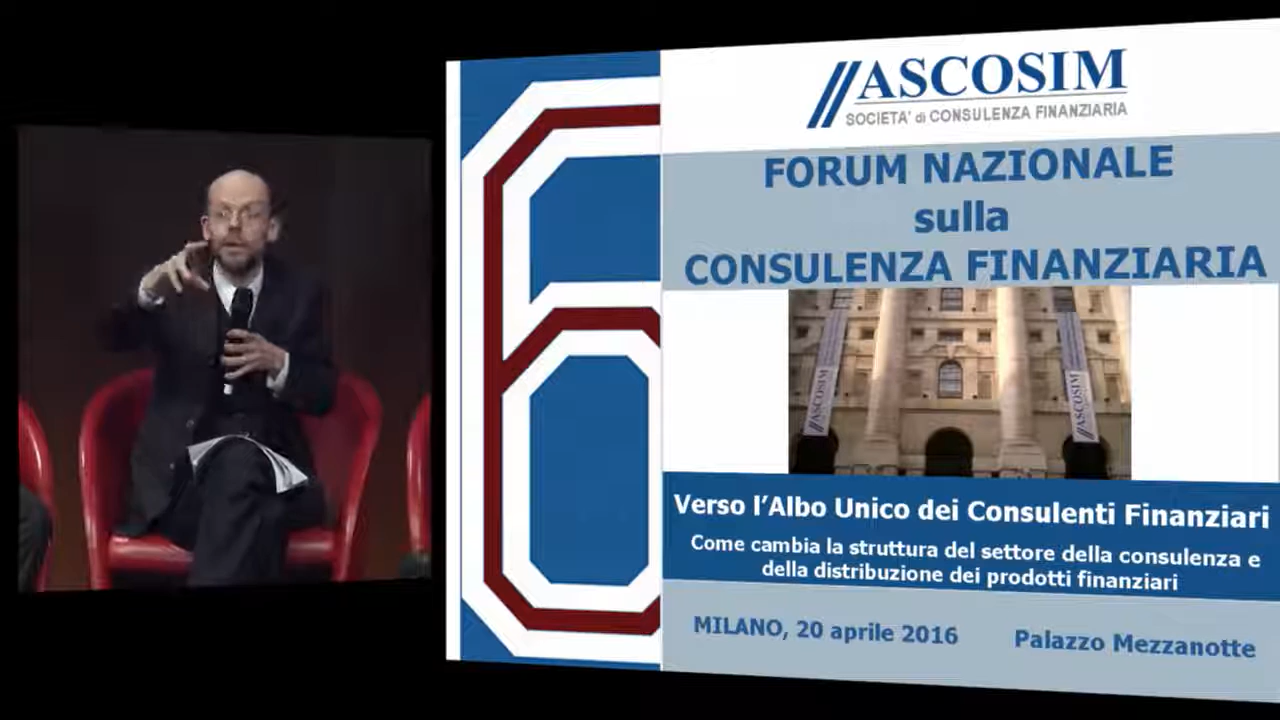 ASCOSIM
SOCIETA' di CONSULENZA FINANZIARIA
FORUM NAZIONALE
sulla
CONSULENZA FINANZIARIA
ASCOSIM
ASCOSIM
6
Verso l'Albo Unico dei Consulenti Finanziari
Come cambia la struttura del settore della consulenza e
della distribuzione dei prodotti finanziari
MILANO, 20 aprile 2016 Palazzo Mezzanotte